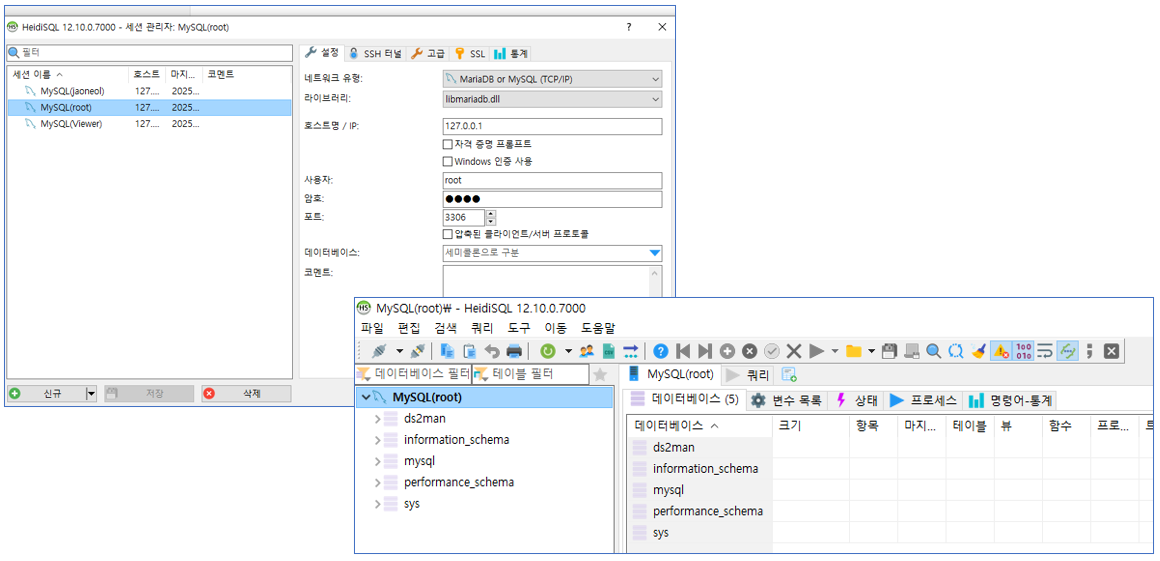 HeidiSQL 12.10.0.7000 - 세션 관리자: MySQL(root)
필터
세션 이름 호스트 마지... 코멘트
MySQL(jaoneol) 127.... 2025...
MySQL(root) 127.... 2025...
MySQL(Viewer) 127.... 2025...
신규 저장 삭제
설정 SSH 터널 고급 SSL 통계
네트워크 유형: MariaDB or MySQL (TCP/IP)
라이브러리: libmariadb.dll
호스트명 / IP: 127.0.0.1
자격 증명 프롬프트
Windows 인증 사용
사용자: root
암호: ●●●●
포트: 3306
압축된 클라이언트/서버 프로토콜
데이터베이스: 세미콜론으로 구분
코멘트:
MySQL(root)₩ - HeidiSQL 12.10.0.7000
파일 편집 검색 쿼리 도구 이동 도움말
데이터베이스 필터 테이블 필터
MySQL(root)
ds2man
information_schema
mysql
performance_schema
sys
MySQL(root) 쿼리
데이터베이스 (5) 변수 목록 상태 프로세스 명령어-통계
데이터베이스 크기 항목 마지... 테이블 뷰 함수 프로... 트
ds2man
information_schema
mysql
performance_schema
sys